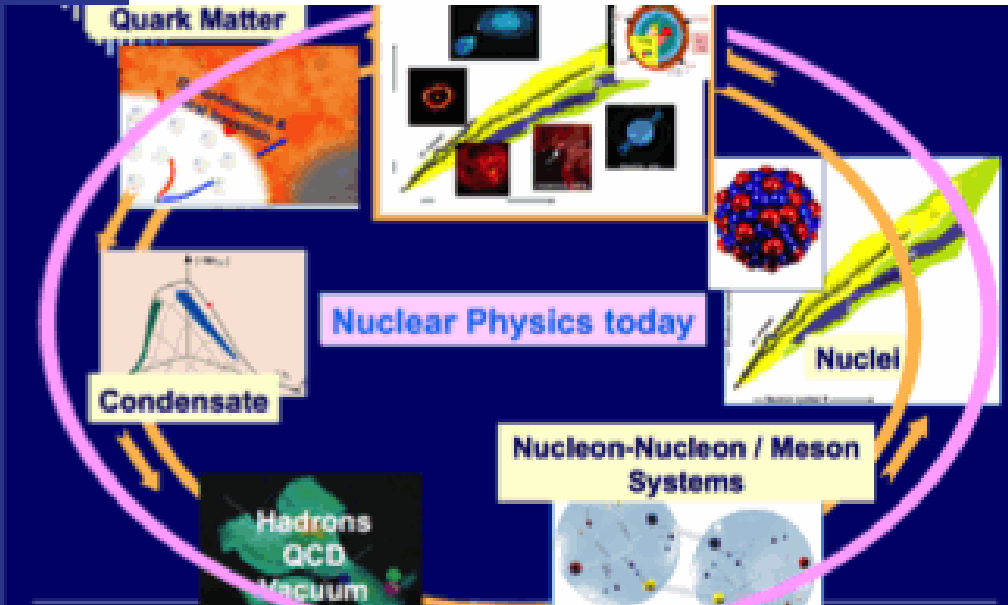 Quark Matter
Nuclear Physics today
Nuclei
Condensate
Nucleon-Nucleon / Meson
Systems
Hadrons
QCD
Vacuum